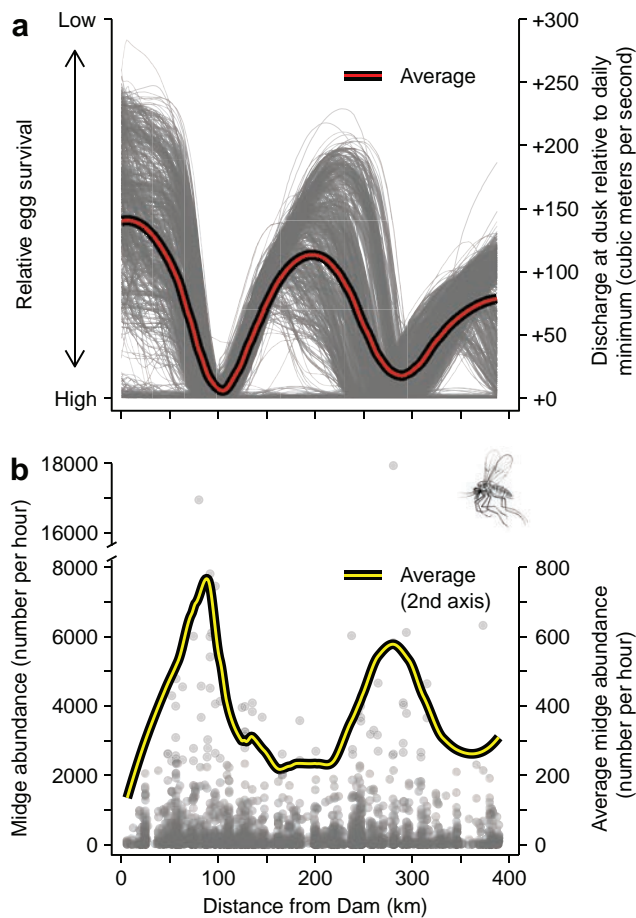 a
Low
High
Relative egg survival
Average
+300
+250
+200
+150
+100
+50
+0
Discharge at dusk relative to daily
minimum (cubic meters per second)
b
18000
16000
8000
6000
4000
2000
0
Midge abundance (number per hour)
Average
(2nd axis)
800
600
400
200
0
Average midge abundance
(number per hour)
0 100 200 300 400
Distance from Dam (km)